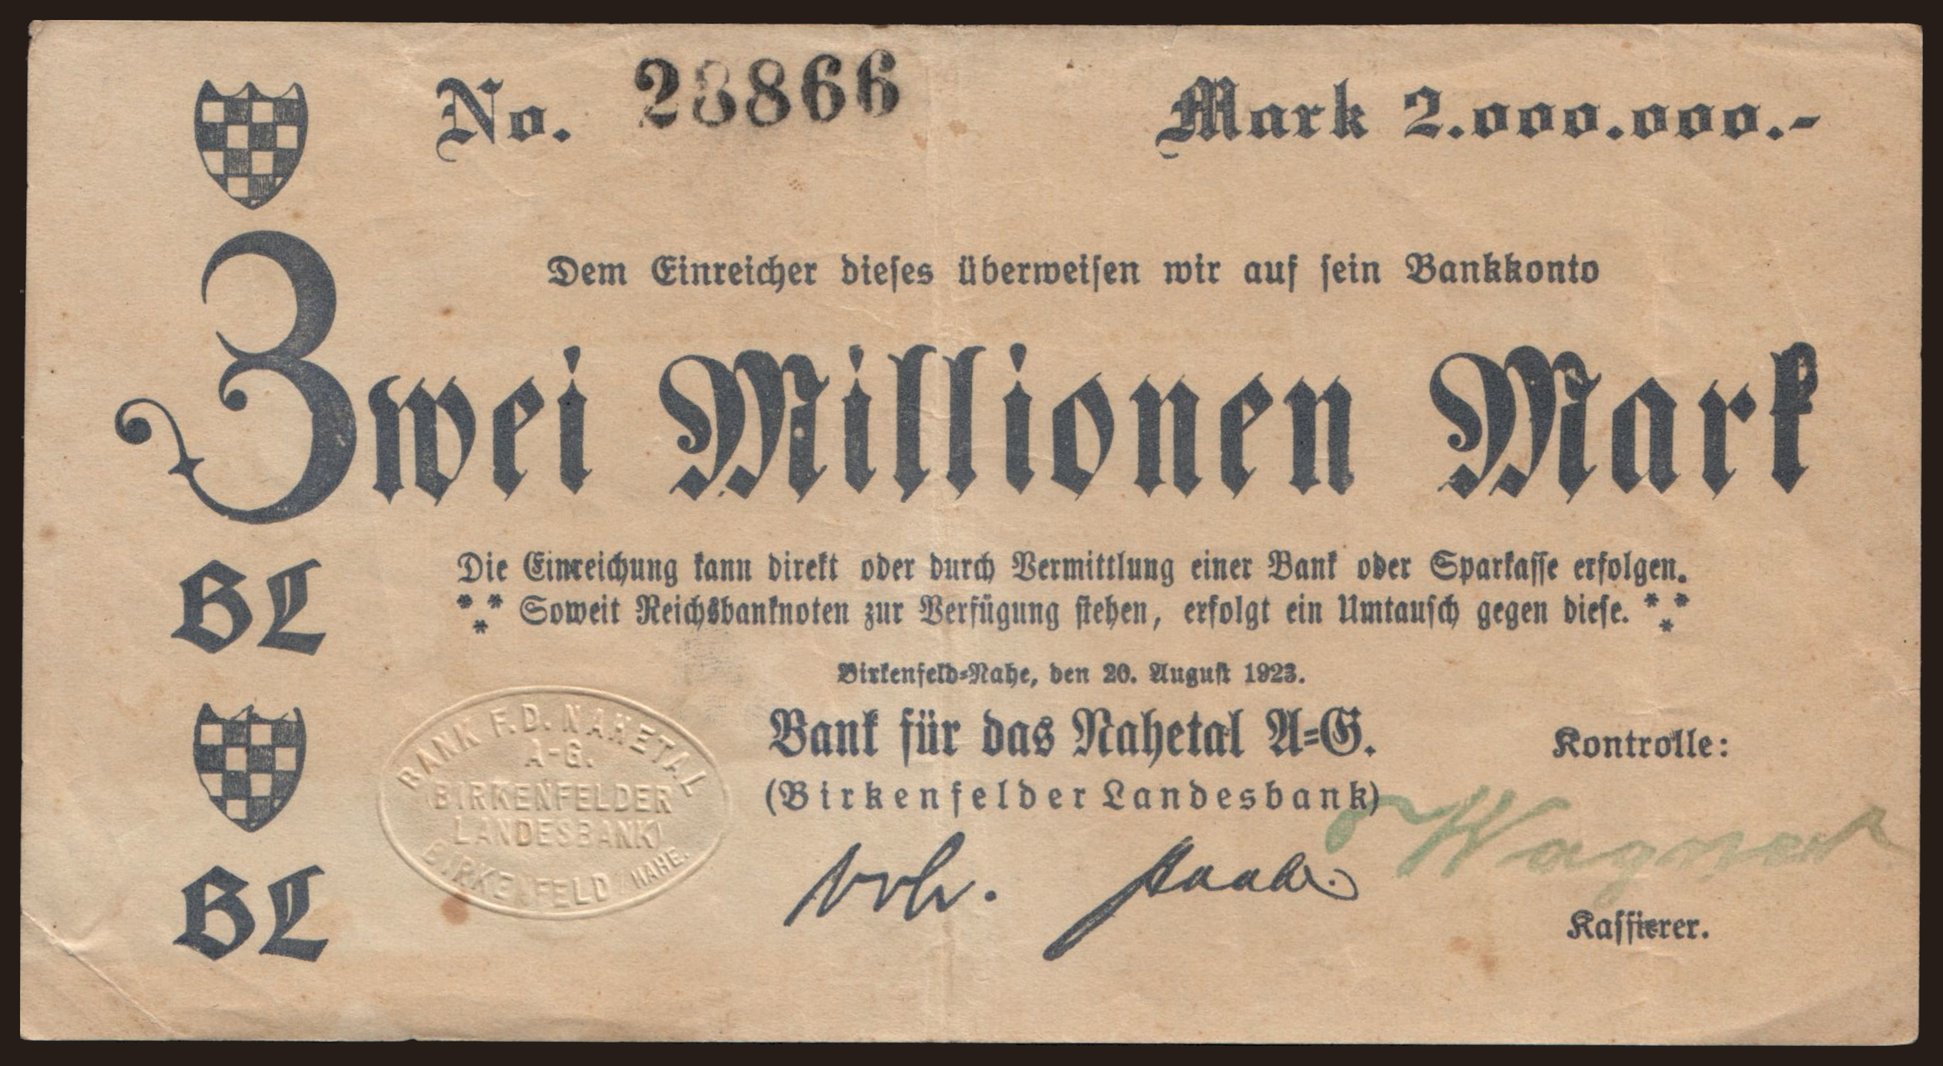 No. 23866 Mark 2.000.000.-
Dem Einreicher dieses überweisen wir auf sein Bankkonto
Zwei Millionen Mark
BL
Die Einreichung kann direkt oder durch Vermittlung einer Bank oder Sparkasse erfolgen.
* * * Soweit Reichsbanknoten zur Verfügung stehen, erfolgt ein Umtausch gegen diese. * * *
Birkenfeld-Nahe, den 20. August 1923.
Bank für das Nahetal A=G.
(Birkenfelder Landesbank)
Kontrolle:
Wagner
Kassierer.
BL
BANK F.D. NAHETAL
A-G.
(BIRKENFELDER
LANDESBANK)
BIRKENFELD / NAHE.